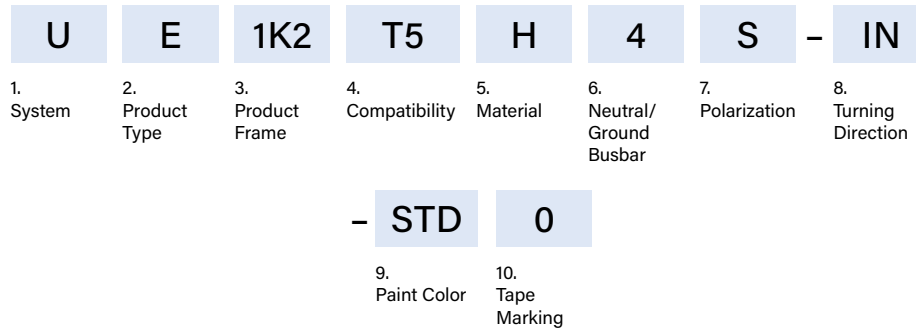 U E 1K2 T5 H 4 S – IN
1. 2. 3. 4. 5. 6. 7. 8.
System Product Product Compatibility Material Neutral/ Polarization Turning
Type Frame Ground Direction
Busbar
– STD 0
9. 10.
Paint Color Tape
Marking